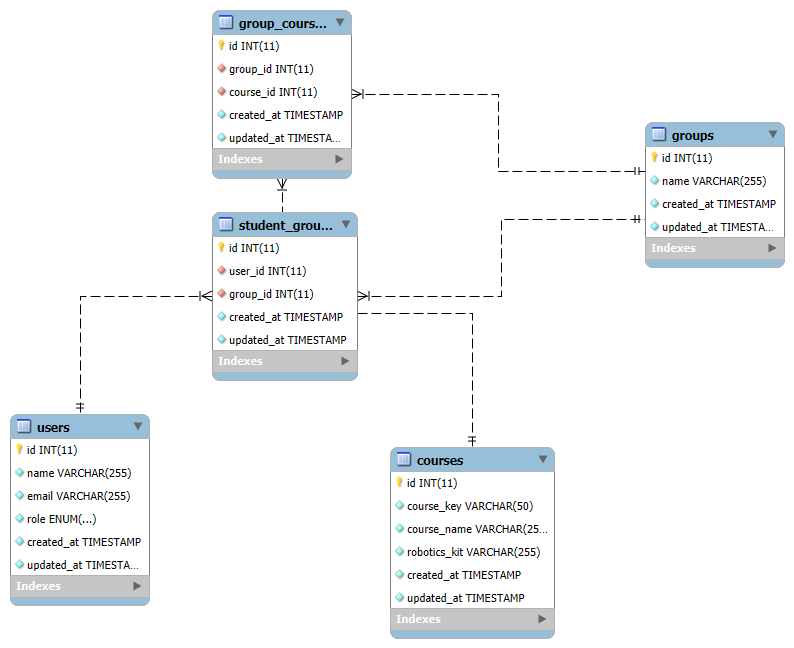 group_cours...
id INT(11)
group_id INT(11)
course_id INT(11)
created_at TIMESTAMP
updated_at TIMESTA...
Indexes
groups
id INT(11)
name VARCHAR(255)
created_at TIMESTAMP
updated_at TIMESTA...
Indexes
student_grou...
id INT(11)
user_id INT(11)
group_id INT(11)
created_at TIMESTAMP
updated_at TIMESTAMP
Indexes
users
id INT(11)
name VARCHAR(255)
email VARCHAR(255)
role ENUM(...)
created_at TIMESTAMP
updated_at TIMESTA...
Indexes
courses
id INT(11)
course_key VARCHAR(50)
course_name VARCHAR(25...
robotics_kit VARCHAR(255)
created_at TIMESTAMP
updated_at TIMESTAMP
Indexes